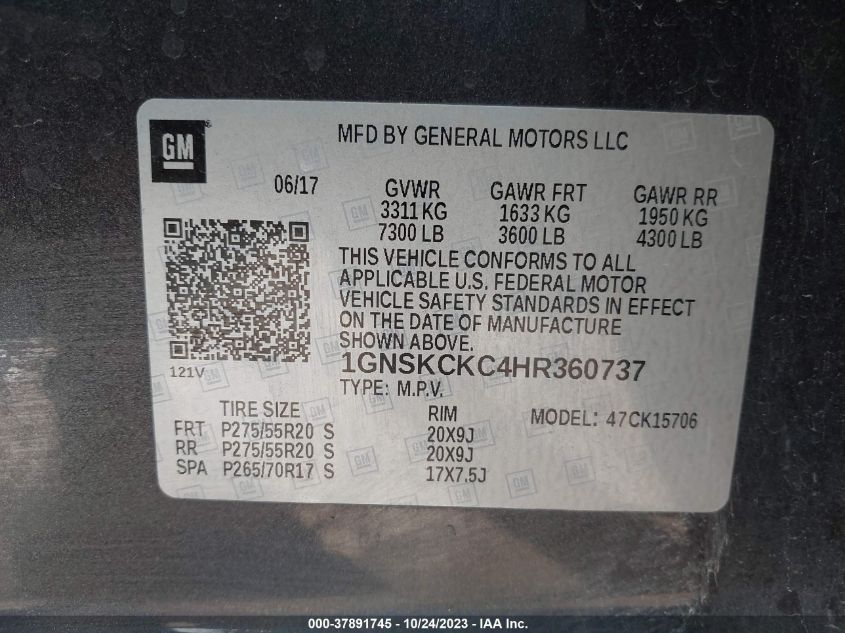 GM
MFD BY GENERAL MOTORS LLC
06/17 GVWR GAWR FRT GAWR RR
3311 KG 1633 KG 1950 KG
7300 LB 3600 LB 4300 LB
THIS VEHICLE CONFORMS TO ALL
APPLICABLE U.S. FEDERAL MOTOR
VEHICLE SAFETY STANDARDS IN EFFECT
ON THE DATE OF MANUFACTURE
SHOWN ABOVE.
121V
1GNSKCKC4HR360737
TYPE: M.P.V.
TIRE SIZE RIM MODEL: 47CK15706
FRT P275/55R20 S 20X9J
RR P275/55R20 S 20X9J
SPA P265/70R17 S 17X7.5J
000-37891745 - 10/24/2023 - IAA Inc.